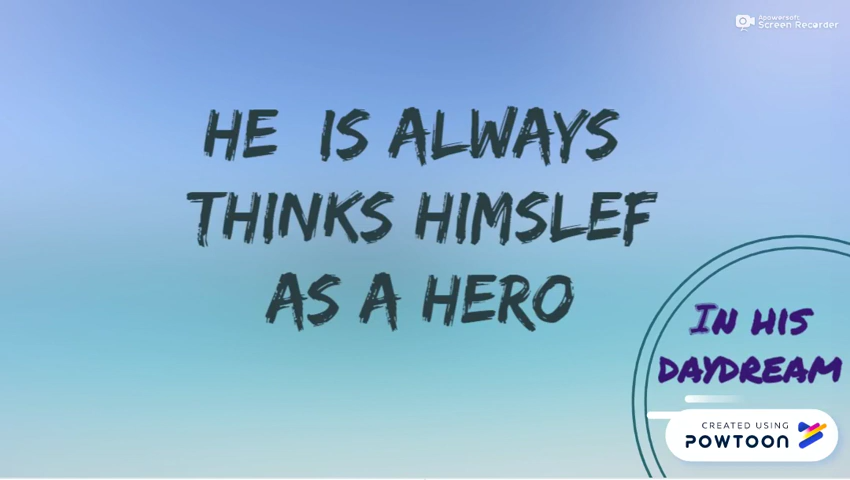 Apowersoft
Screen Recorder
HE IS ALWAYS
THINKS HIMSLEF
AS A HERO
IN HIS
DAYDREAM
CREATED USING
POWTOON